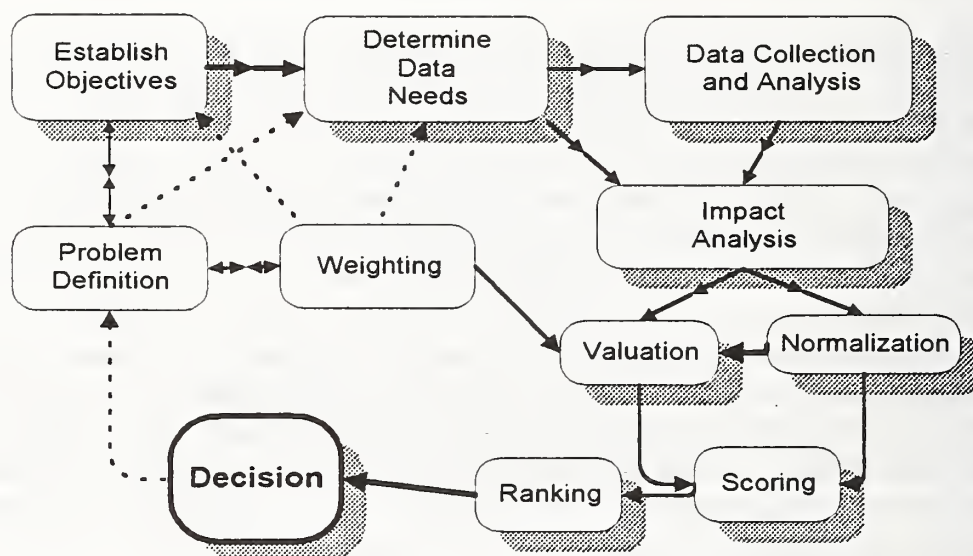 Establish
Objectives
Determine
Data
Needs
Data Collection
and Analysis
Problem
Definition
Weighting
Impact
Analysis
Valuation
Normalization
Decision
Ranking
Scoring